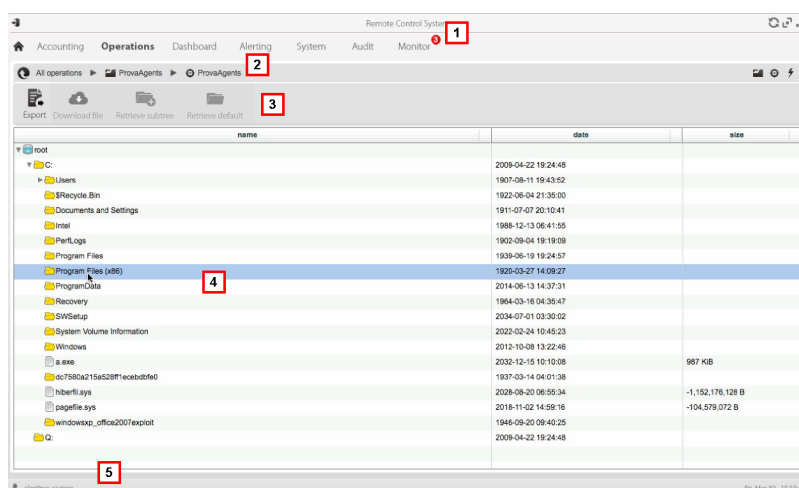 Remote Control System
Accounting Operations Dashboard Alerting System Audit Monitor 3
1
All operations ProvaAgents ProvaAgents
2
Export Download file Retrieve subtree Retrieve default
3
name date size
root
C: 2009-04-22 19:24:48
Users 1907-08-11 19:43:52
$Recycle.Bin 1922-06-04 21:35:00
Documents and Settings 1911-07-07 20:10:41
Intel 1988-12-13 06:41:55
PerfLogs 1902-09-04 19:19:09
Program Files 1939-06-19 19:24:57
Program Files (x86) 1920-03-27 14:09:27
4
ProgramData 2014-06-13 14:37:31
Recovery 1964-03-16 04:35:47
SWSetup 2034-07-01 03:30:02
System Volume Information 2022-02-24 10:45:23
Windows 2012-10-08 13:22:46
a.exe 2032-12-15 10:10:08 987 KiB
dc7580a215a528ff1ecebdbfe0 1937-03-14 04:01:38
hiberfil.sys 2028-08-20 06:55:34 -1,152,176,128 B
pagefile.sys 2018-11-02 14:59:16 -104,579,072 B
windowsxp_office2007exploit 1946-09-20 09:40:25
Q: 2009-04-22 19:24:48
5